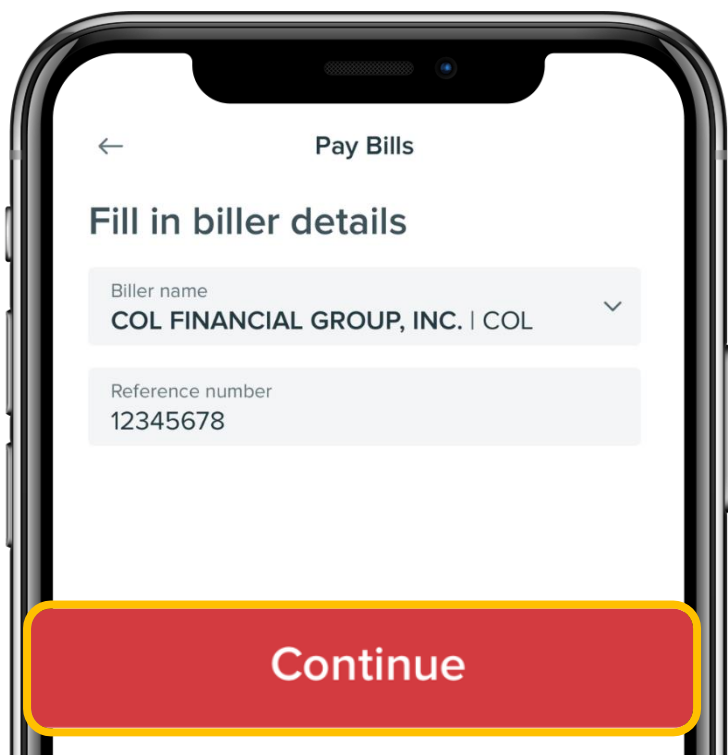 Pay Bills
Fill in biller details
Biller name
COL FINANCIAL GROUP, INC. | COL
Reference number
12345678
Continue